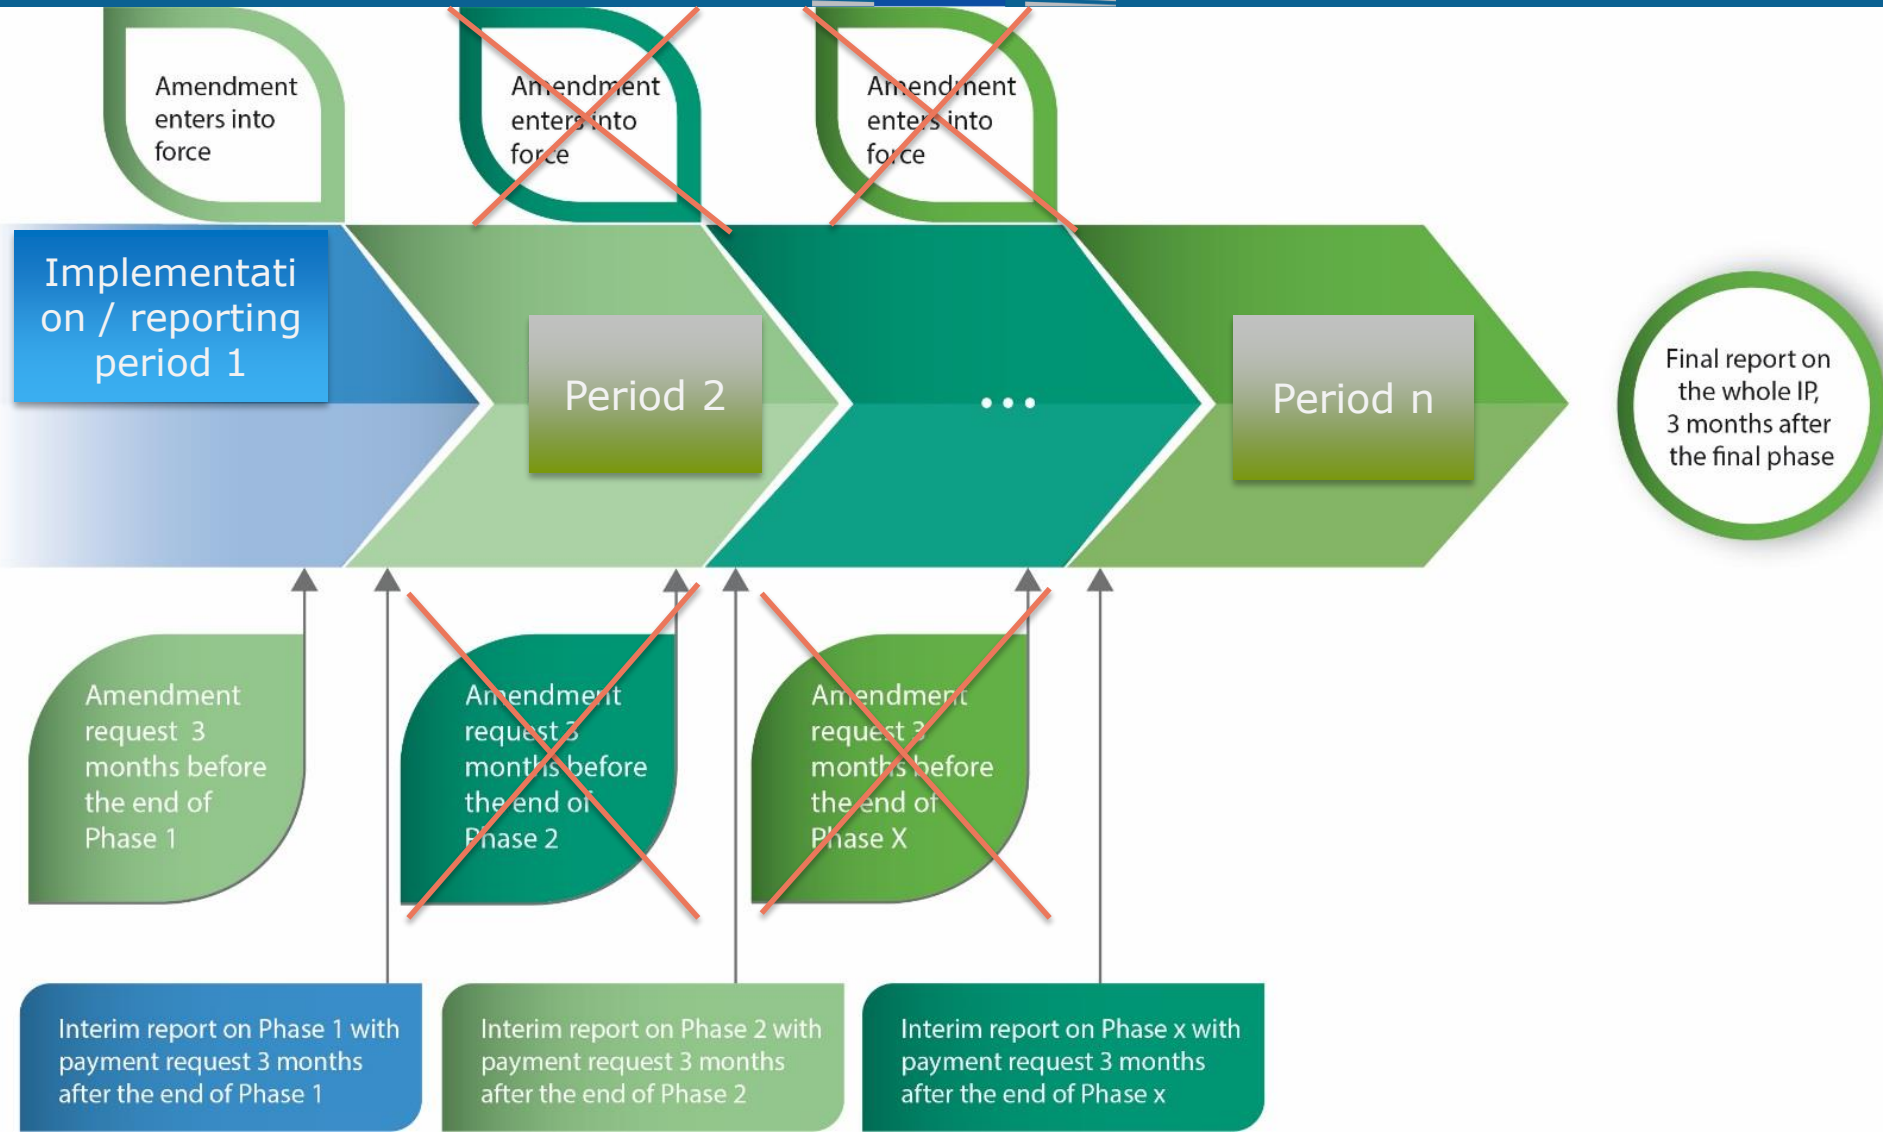 Amendment
enters into
force
Amendment
enters into
force
Amendment
enters into
force
Implementati
on / reporting
period 1
Period 2
...
Period n
Final report on
the whole IP,
3 months after
the final phase
Amendment
request 3
months before
the end of
Phase 1
Amendment
request 3
months before
the end of
Phase 2
Amendment
request 3
months before
the end of
Phase X
Interim report on Phase 1 with
payment request 3 months
after the end of Phase 1
Interim report on Phase 2 with
payment request 3 months
after the end of Phase 2
Interim report on Phase x with
payment request 3 months
after the end of Phase x